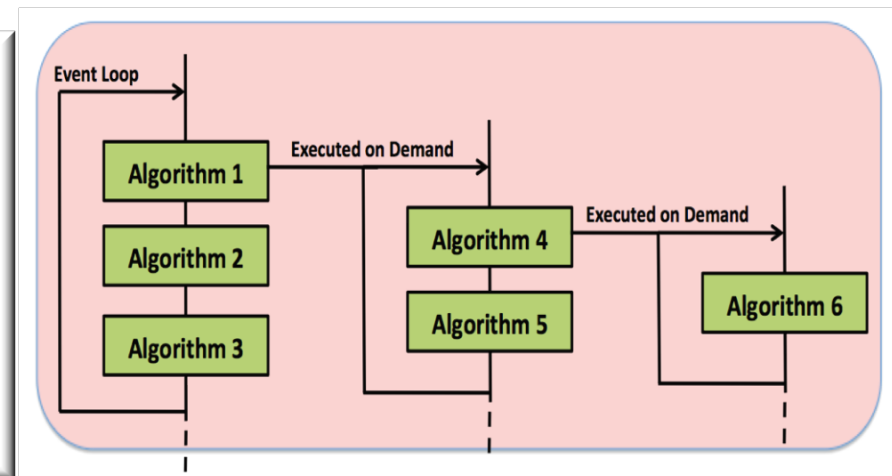 Event Loop
Executed on Demand
Algorithm 1
Executed on Demand
Algorithm 4
Algorithm 2
Algorithm 6
Algorithm 5
Algorithm 3